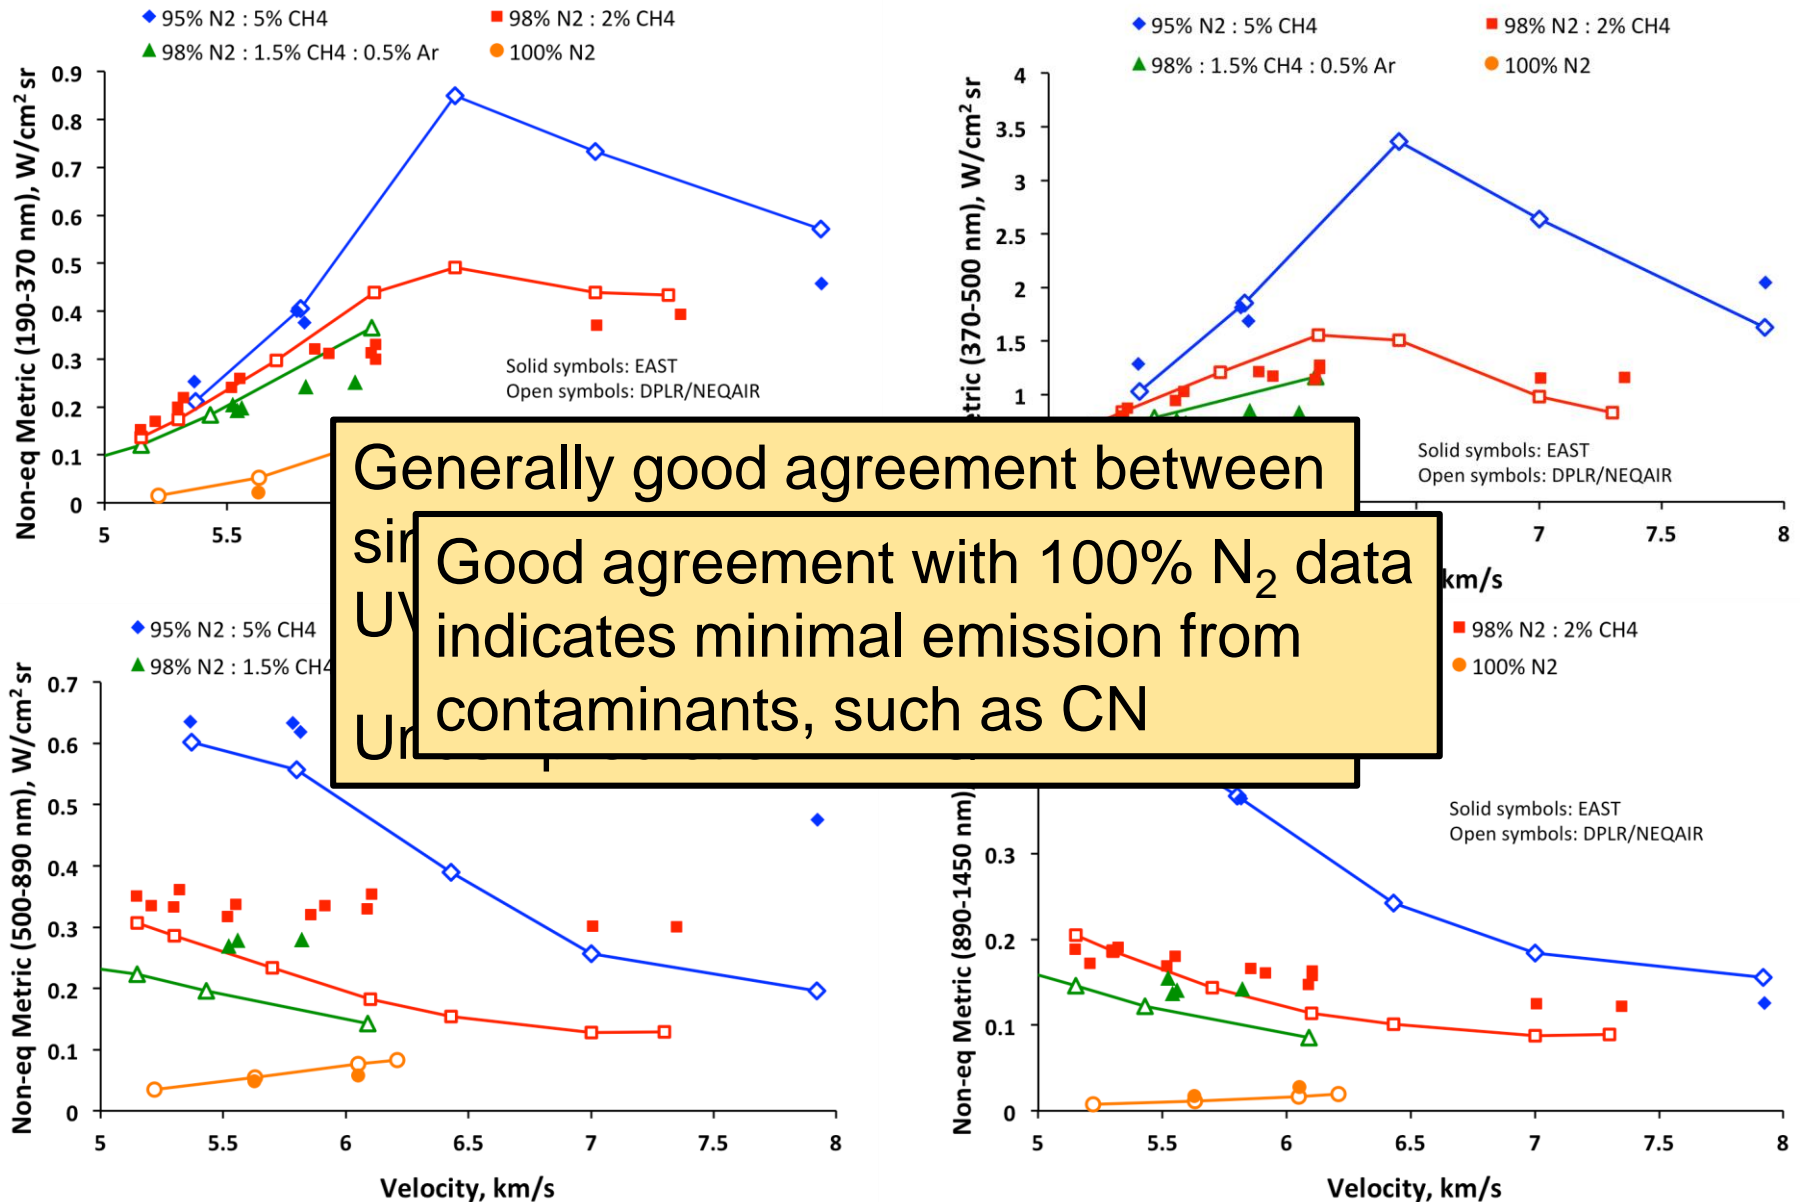 95% N2 : 5% CH4
98% N2 : 2% CH4
98% N2 : 1.5% CH4 : 0.5% Ar
100% N2
Non-eq Metric (190-370 nm), W/cm² sr
0.9
0.8
0.7
0.6
0.5
0.4
0.3
0.2
0.1
0
5
5.5
Solid symbols: EAST
Open symbols: DPLR/NEQAIR
95% N2 : 5% CH4
98% N2 : 2% CH4
98% : 1.5% CH4 : 0.5% Ar
100% N2
(370-500 nm), W/cm² sr
4
3.5
3
2.5
2
1.5
1
7
7.5
8
km/s
Solid symbols: EAST
Open symbols: DPLR/NEQAIR
Generally good agreement between
Good agreement with 100% N₂ data
indicates minimal emission from
contaminants, such as CN
95% N2 : 5% CH4
98% N2 : 1.5% CH4
Non-eq Metric (500-890 nm), W/cm² sr
0.7
0.6
0.5
0.4
0.3
0.2
0.1
0
5
5.5
6
6.5
7
7.5
8
Velocity, km/s
98% N2 : 2% CH4
100% N2
Non-eq Metric (890-1450 nm)
0.3
0.2
0.1
0
5
5.5
6
6.5
7
7.5
8
Velocity, km/s
Solid symbols: EAST
Open symbols: DPLR/NEQAIR